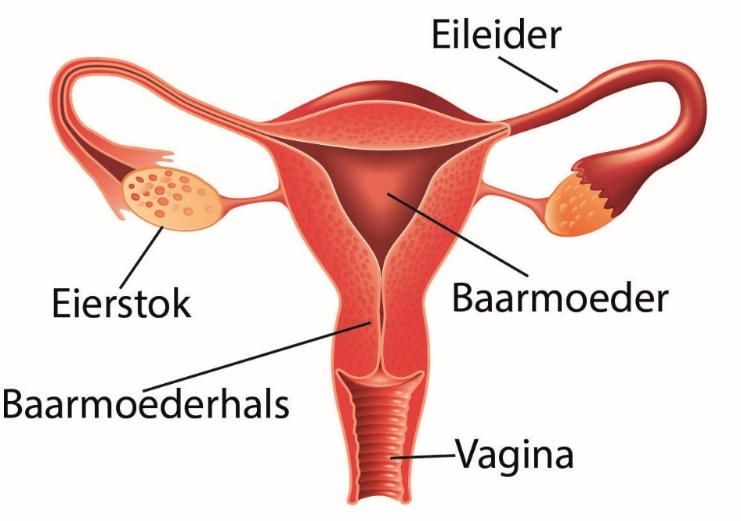 Eileider
Eierstok
Baarmoeder
Baarmoederhals
Vagina